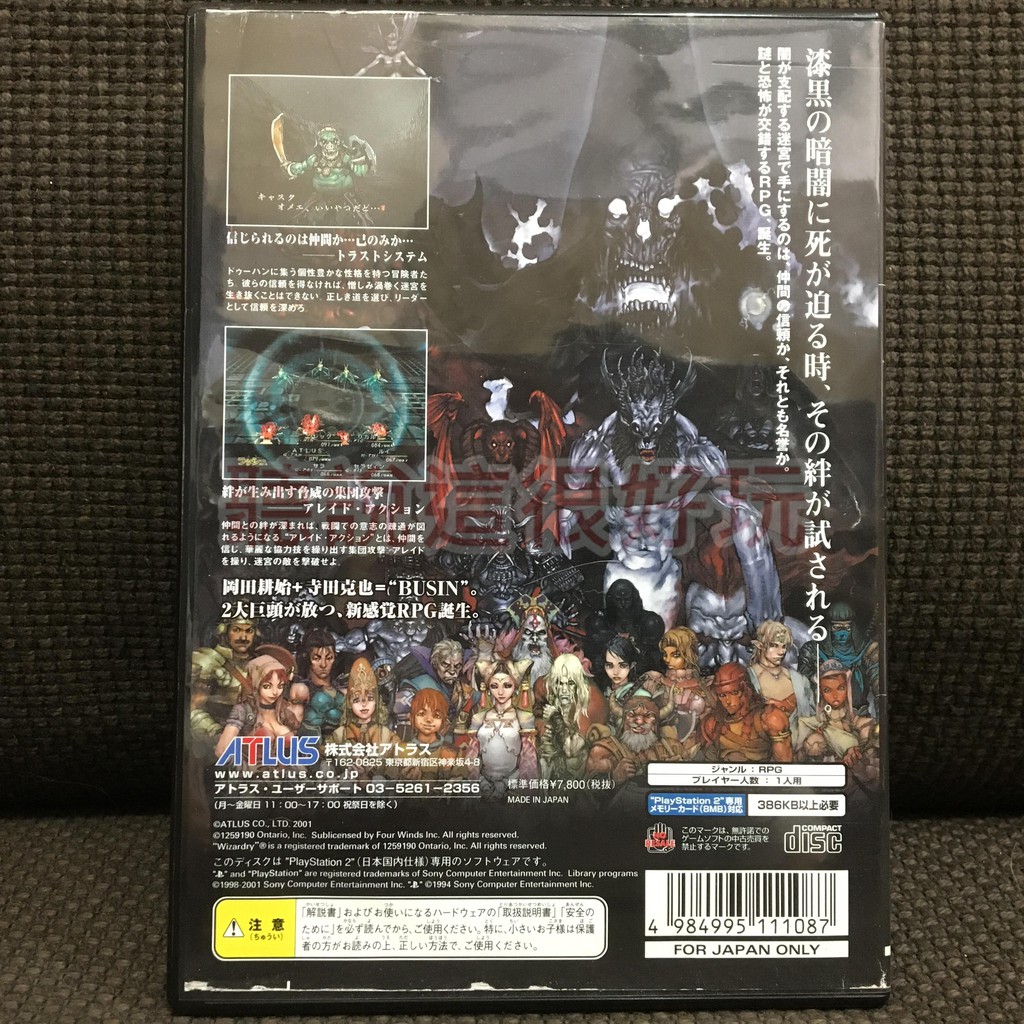 漆黒の暗闇に死が迫る時、その絆が試される――。
闇が支配する迷宮で手にするのは、仲間の信頼か、それとも名誉か。
謎と恐怖が交錯するRPG、誕生。
キャスタ
オメエ、いいやつだど…
信じられるのは仲間か…己のみか…
――トラストシステム
ドゥーハンに集う個性豊かな性格を持つ冒険者た
ち。彼らの信頼を得なければ、憎しみ渦巻く迷宮を
生き抜くことはできない。正しき道を選び、リーダー
として信頼を深めろ。
ATLUS
サラ
絆が生み出す脅威の集団攻撃
アレイド・アクション
仲間との絆が深まれば、戦闘での意志の疎通が図
れるようになる。"アレイド・アクション"とは、仲間を
信じ、華麗な協力技を繰り出す集団攻撃。アレイド
を操り、迷宮の敵を撃破せよ。
這很好玩
岡田耕始+寺田克也="BUSIN"。
2大巨頭が放つ、新感覚RPG誕生。
ATLUS 株式会社アトラス
〒162-0825 東京都新宿区神楽坂4-8
www.atlus.co.jp
アトラス・ユーザーサポート 03-5261-2356
(月〜金曜日 11:00〜17:00 祝祭日を除く)
標準価格¥7,800(税抜)
MADE IN JAPAN
ジャンル:RPG
プレイヤー人数:1人用
"PlayStation 2"専用
メモリーカード(8MB)対応
386KB以上必要
NO RESALE
このマークは、無許諾での
ゲームソフトの中古売買を
禁止するマークです。
COMPACT
disc
©ATLUS CO., LTD. 2001
©1259190 Ontario, Inc. Sublicensed by Four Winds Inc. All rights reserved.
"Wizardry"® is a registered trademark of 1259190 Ontario, Inc. All rights reserved.
このディスクは "PlayStation 2"(日本国内仕様)専用のソフトウェアです。
" " and "PlayStation" are registered trademarks of Sony Computer Entertainment Inc. Library programs
©1998-2001 Sony Computer Entertainment Inc. " " ©1994 Sony Computer Entertainment Inc.
注意
(ちゅうい)
「解説書」およびお使いになるハードウェアの「取扱説明書」「安全の
ために」を必ず読んでから、ご使用ください。特に、小さいお子様は保護
者の方がお読みの上、正しい方法で、ご使用ください。
4 984995 111087
FOR JAPAN ONLY